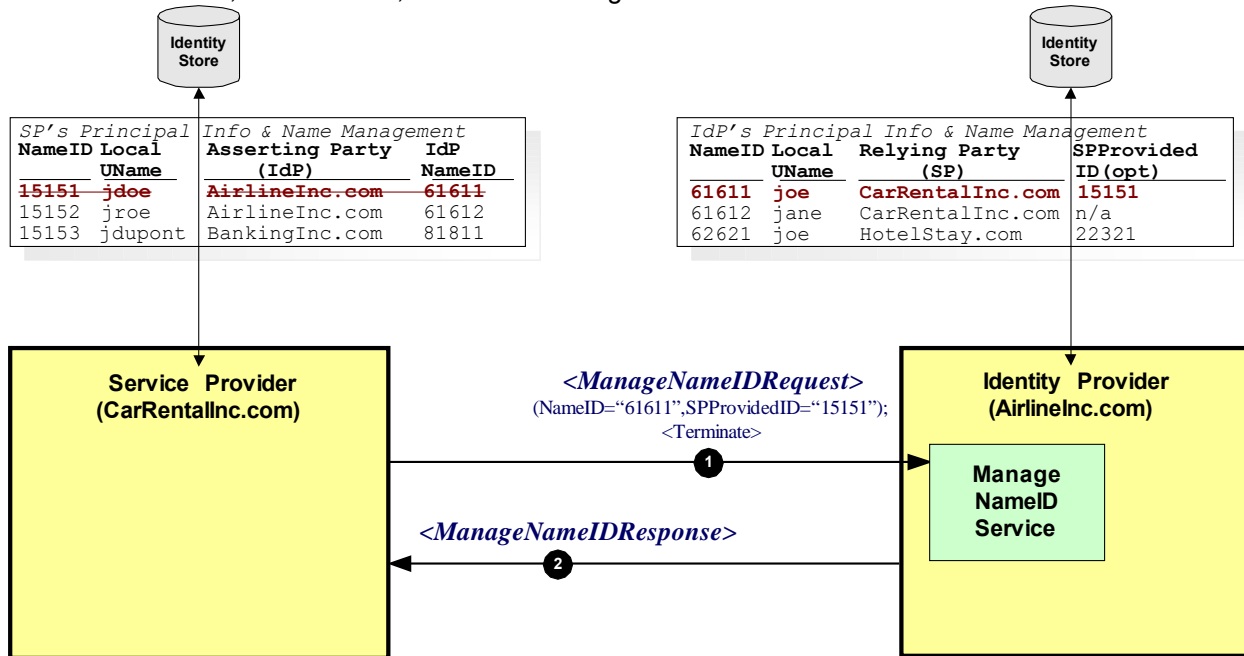 Identity
Store
Identity
Store
SP's Principal Info & Name Management
NameID Local Asserting Party IdP
UName (IdP) NameID
15151 jdoe AirlineInc.com 61611
15152 jroe AirlineInc.com 61612
15153 jdupont BankingInc.com 81811
IdP's Principal Info & Name Management
NameID Local Relying Party SPProvided
UName (SP) ID(opt)
61611 joe CarRentalInc.com 15151
61612 jane CarRentalInc.com n/a
62621 joe HotelStay.com 22321
Service Provider
(CarRentalInc.com)
<ManageNameIDRequest>
(NameID=“61611”,SPProvidedID=“15151”);
<Terminate>
1
Identity Provider
(AirlineInc.com)
Manage
NameID
Service
<ManageNameIDResponse>
2